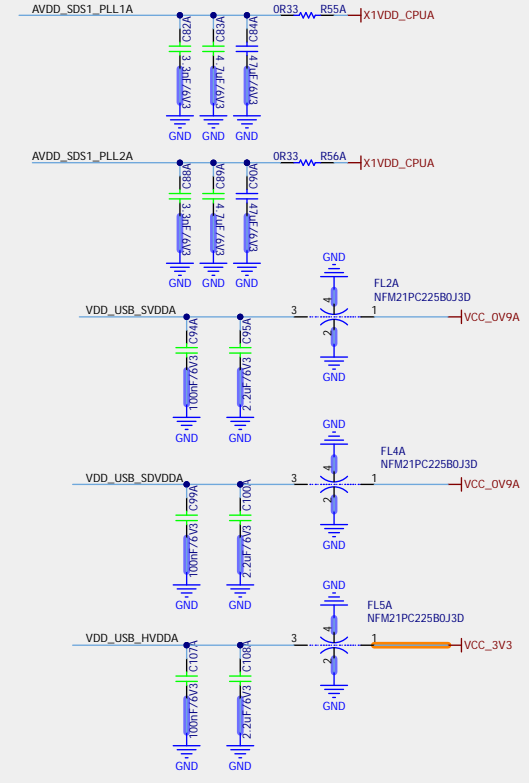 AVDD_SDS1_PLL1A
C82A
3.3nF/6V3
C83A
4.7uF/6V3
C84A
47uF/6V3
0R33
R55A
X1VDD_CPUA
GND
GND
GND
AVDD_SDS1_PLL2A
C88A
3.3nF/6V3
C89A
4.7uF/6V3
C90A
47uF/6V3
0R33
R56A
X1VDD_CPUA
GND
GND
GND
GND
FL2A
NFM21PC225B0J3D
VDD_USB_SVDDA
3
4
2
1
VCC_0V9A
C94A
100nF/6V3
C95A
2.2uF/6V3
GND
GND
GND
GND
FL4A
NFM21PC225B0J3D
VDD_USB_SDVDDA
3
4
2
1
VCC_0V9A
C99A
100nF/6V3
C100A
2.2uF/6V3
GND
GND
GND
GND
FL5A
NFM21PC225B0J3D
VDD_USB_HVDDA
3
4
2
1
VCC_3V3
C107A
100nF/6V3
C108A
2.2uF/6V3
GND
GND
GND